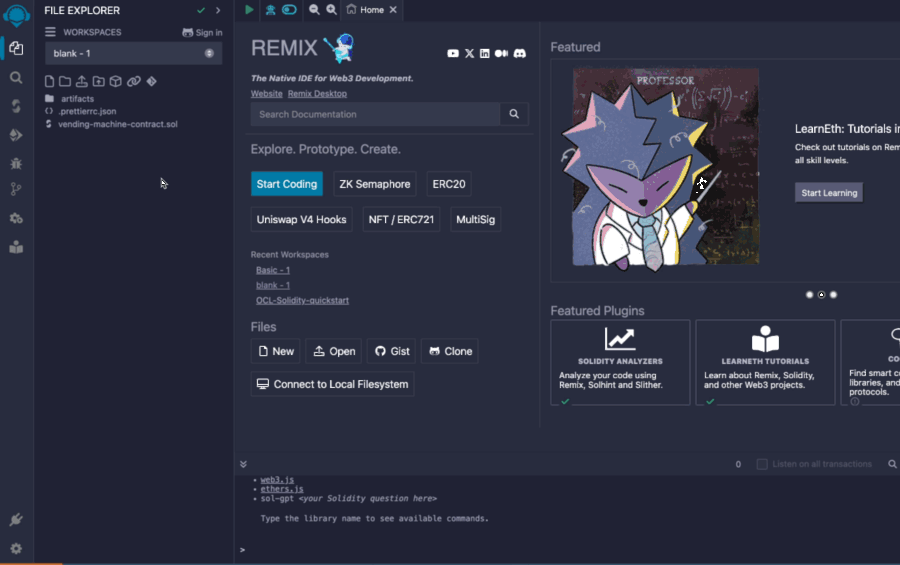 FILE EXPLORER
WORKSPACES
Sign in
blank - 1
artifacts
.prettierrc.json
vending-machine-contract.sol
Home
REMIX
The Native IDE for Web3 Development.
Website Remix Desktop
Search Documentation
Explore. Prototype. Create.
Start Coding ZK Semaphore ERC20
Uniswap V4 Hooks NFT / ERC721 MultiSig
Recent Workspaces
Basic - 1
blank - 1
OCL-Solidity-quickstart
Files
New Open Gist Clone
Connect to Local Filesystem
Featured
PROFESSOR
LearnEth: Tutorials in
Check out tutorials on Rem
all skill levels.
Start Learning
Featured Plugins
SOLIDITY ANALYZERS
Analyze your code using
Remix, Solhint and Slither.
LEARNETH TUTORIALS
Learn about Remix, Solidity,
and other Web3 projects.
CO
Find smart co
libraries, and
protocols.
0 Listen on all transactions
web3.js
ethers.js
sol-gpt <your Solidity question here>
Type the library name to see available commands.
>